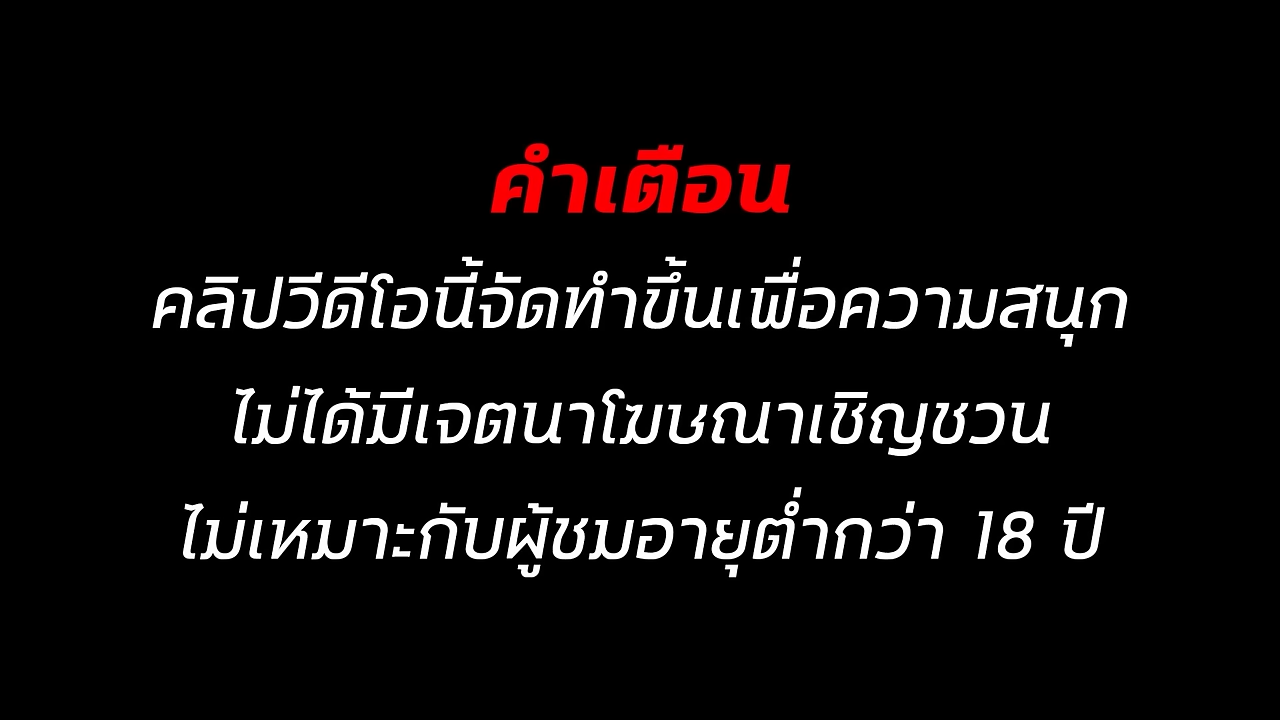 คำเตือน
คลิปวีดีโอนี้จัดทำขึ้นเพื่อความสนุก
ไม่ได้มีเจตนาโฆษณาเชิญชวน
ไม่เหมาะกับผู้ชมอายุต่ำกว่า 18 ปี